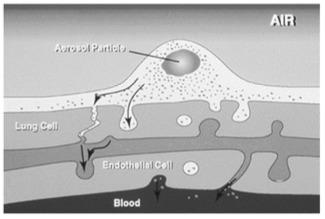 AIR
Aerosol Particle
Lung Cell
Endothelial Cell
Blood